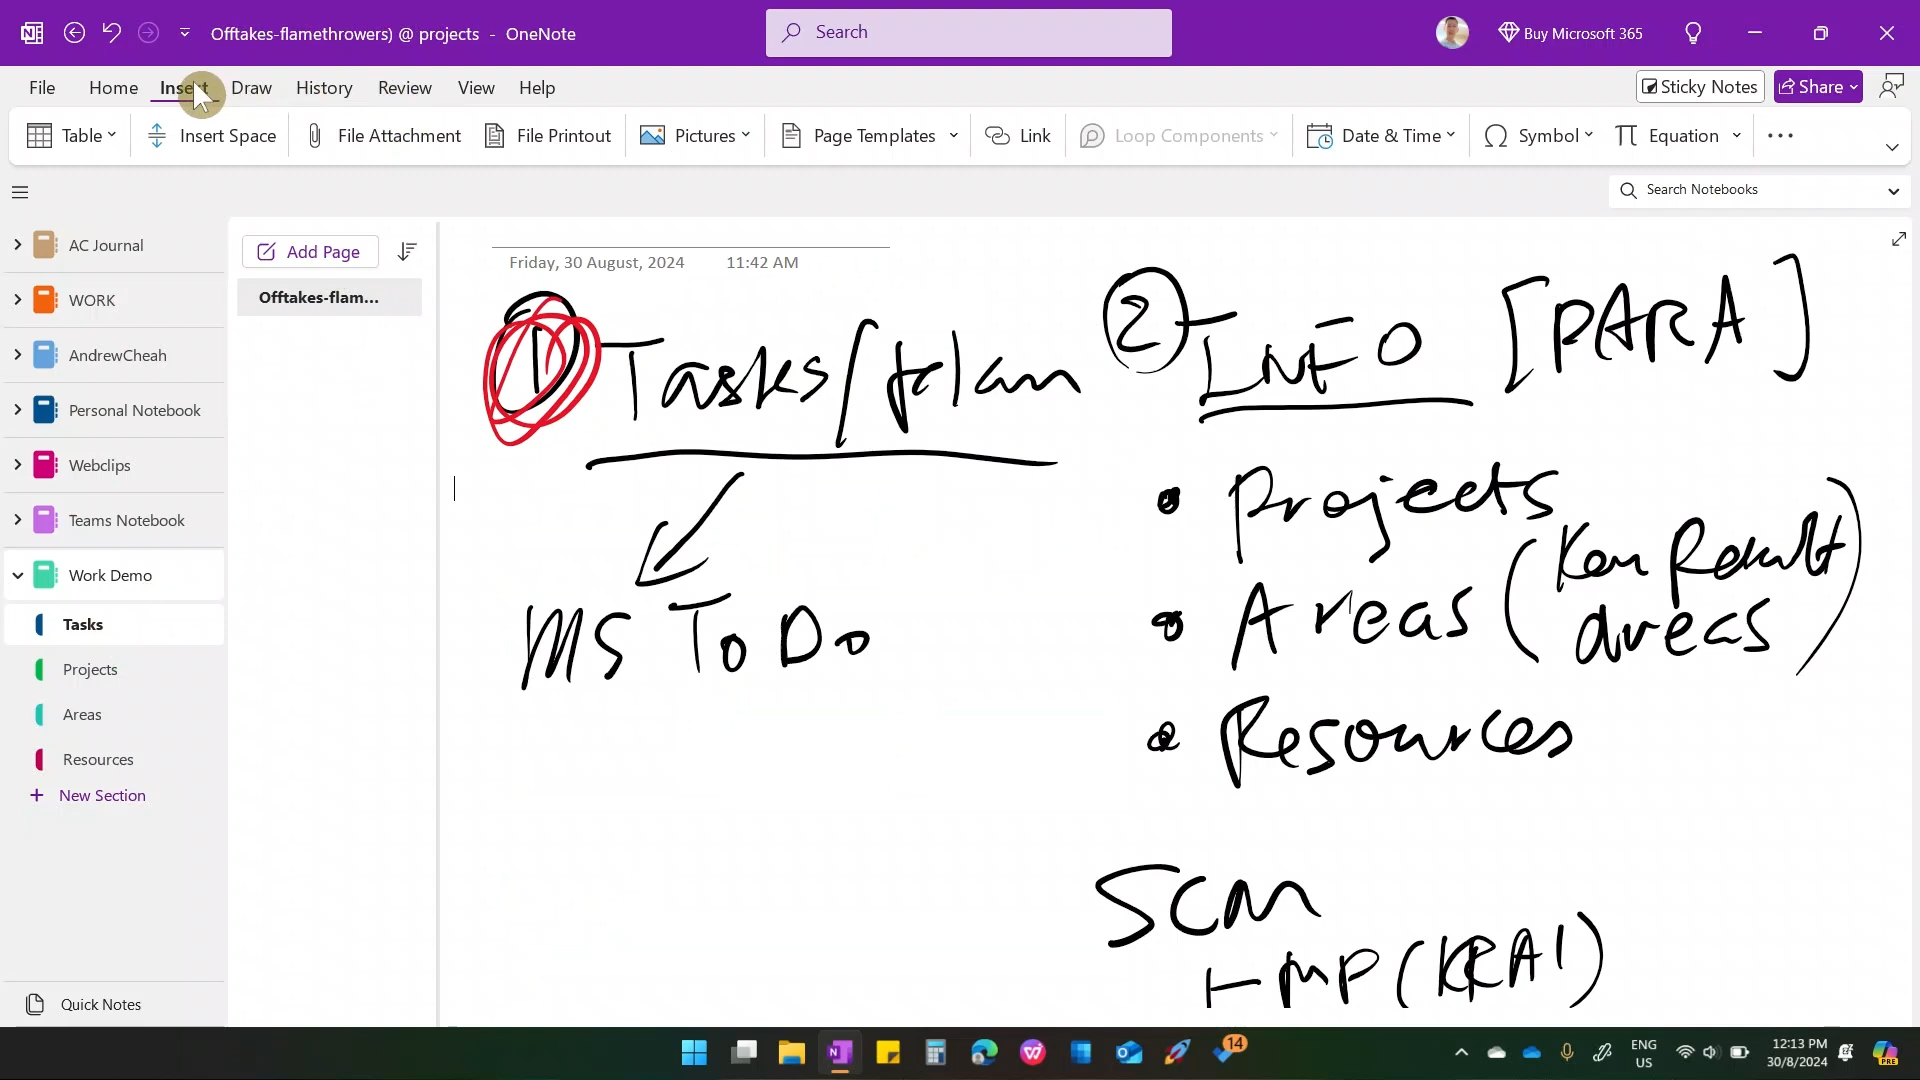 Offtakes-flamethrowers) @ projects - OneNote
Search
Buy Microsoft 365
File Home Insert Draw History Review View Help
Sticky Notes Share
Table Insert Space File Attachment File Printout Pictures Page Templates Link Loop Components Date & Time Symbol Equation
Search Notebooks
AC Journal
WORK
AndrewCheah
Personal Notebook
Webclips
Teams Notebook
Work Demo
Tasks
Projects
Areas
Resources
+ New Section
Quick Notes
Add Page
Offtakes-flam...
Friday, 30 August, 2024 11:42 AM
1 Tasks/plan
MS To Do
2 INFO [PARA]
• Projects
• Areas (Result areas)
• Resources
SCM
MP (
14
ENG
US
12:13 PM
30/8/2024
PRE